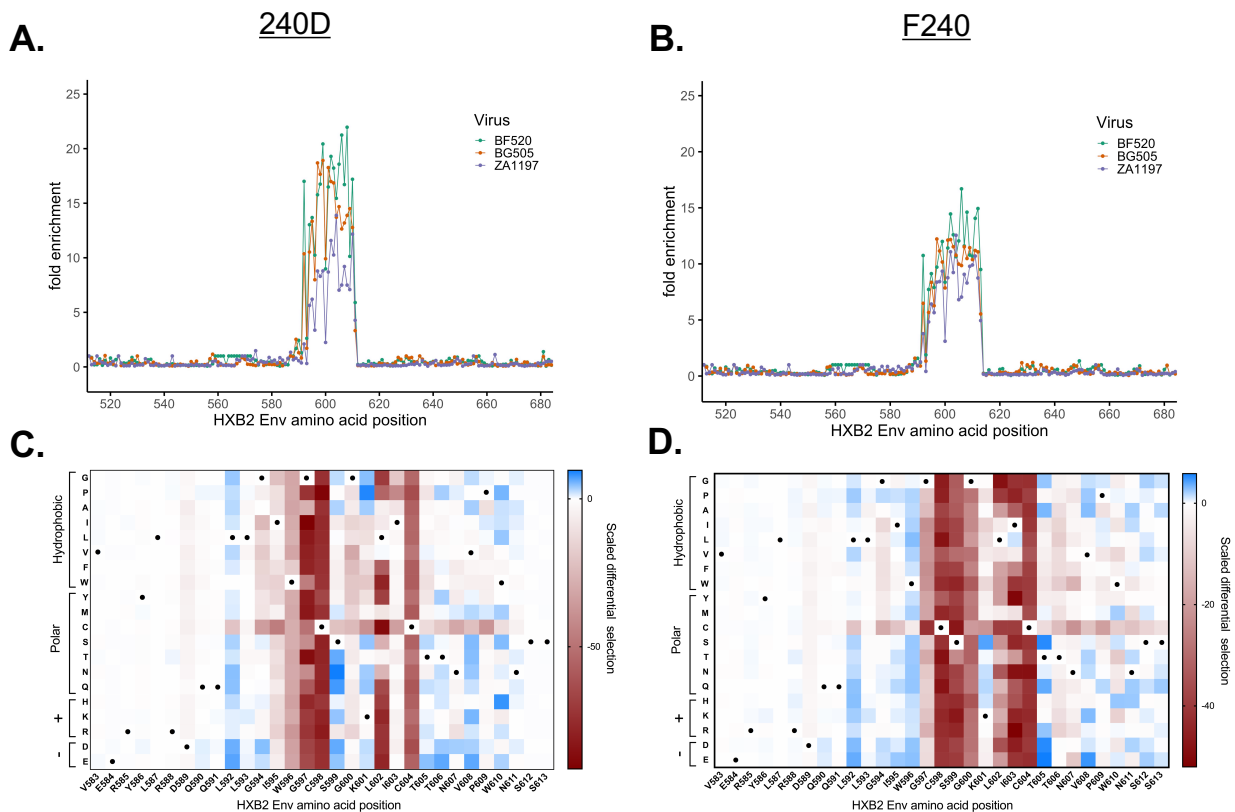 240D
F240
A.
B.
25
20
15
10
5
0
fold enrichment
520
540
560
580
600
620
640
660
680
HXB2 Env amino acid position
Virus
BF520
BG505
ZA1197
25
20
15
10
5
0
fold enrichment
520
540
560
580
600
620
640
660
680
HXB2 Env amino acid position
Virus
BF520
BG505
ZA1197
C.
Hydrophobic
Polar
+
-
G
P
A
I
L
V
F
W
Y
M
C
S
T
N
Q
H
K
R
D
E
V583
E584
R585
Y586
L587
R588
D589
Q590
Q591
L592
L593
G594
I595
W596
G597
C598
S599
G600
K601
L602
I603
C604
T605
T606
N607
V608
P609
W610
N611
S612
S613
HXB2 Env amino acid position
0
-50
Scaled differential selection
D.
Hydrophobic
Polar
+
-
G
P
A
I
L
V
F
W
Y
M
C
S
T
N
Q
H
K
R
D
E
V583
E584
R585
Y586
L587
R588
D589
Q590
Q591
L592
L593
G594
I595
W596
G597
C598
S599
G600
K601
L602
I603
C604
T605
T606
N607
V608
P609
W610
N611
S612
S613
HXB2 Env amino acid position
0
-20
-40
Scaled differential selection